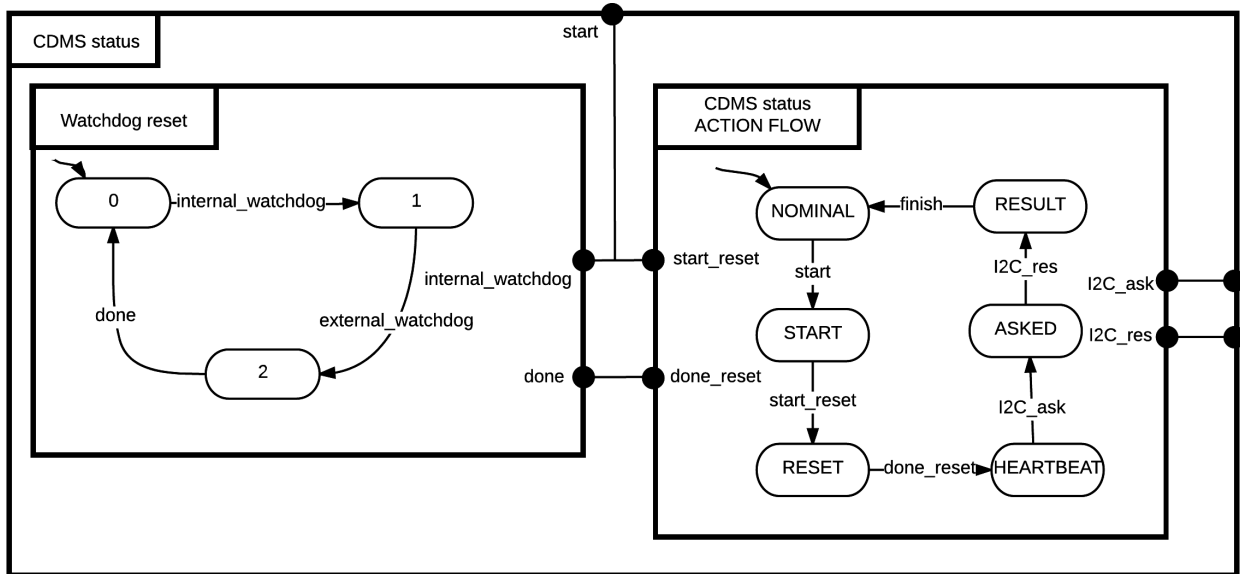 start
CDMS status
Watchdog reset
0
internal_watchdog
1
done
external_watchdog
2
internal_watchdog
done
CDMS status
ACTION FLOW
NOMINAL
finish
RESULT
start
I2C_res
START
ASKED
start_reset
I2C_ask
RESET
done_reset
HEARTBEAT
start_reset
done_reset
I2C_ask
I2C_res